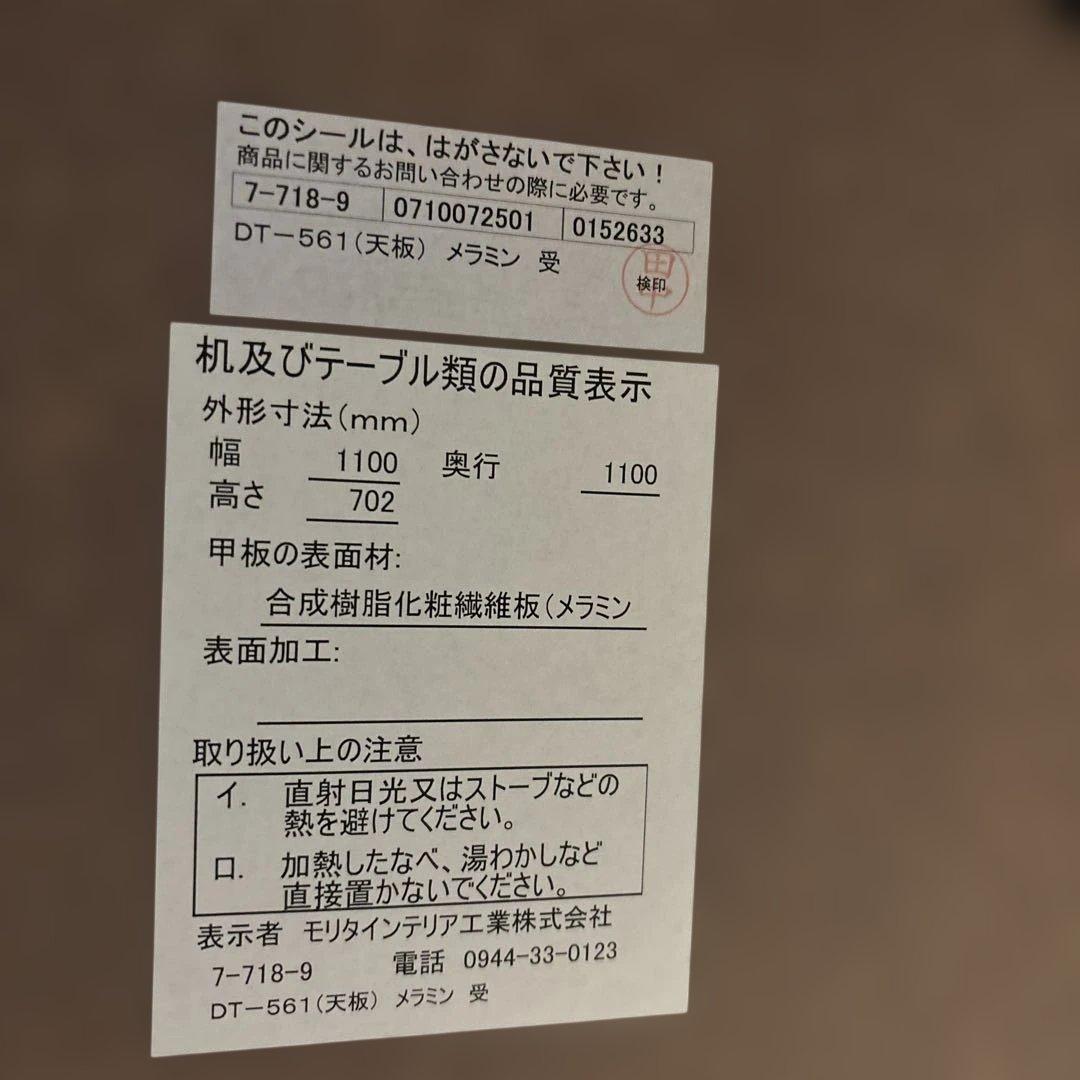 このシールは、はがさないで下さい！
商品に関するお問い合わせの際に必要です。
7-718-9 0710072501 0152633
DT-561(天板) メラミン 受
田中
検印
机及びテーブル類の品質表示
外形寸法(mm)
幅 1100 奥行 1100
高さ 702
甲板の表面材:
合成樹脂化粧繊維板(メラミン
表面加工:
取り扱い上の注意
イ. 直射日光又はストーブなどの
熱を避けてください。
ロ. 加熱したなべ、湯わかしなど
直接置かないでください。
表示者 モリタインテリア工業株式会社
7-718-9 電話 0944-33-0123
DT-561(天板) メラミン 受